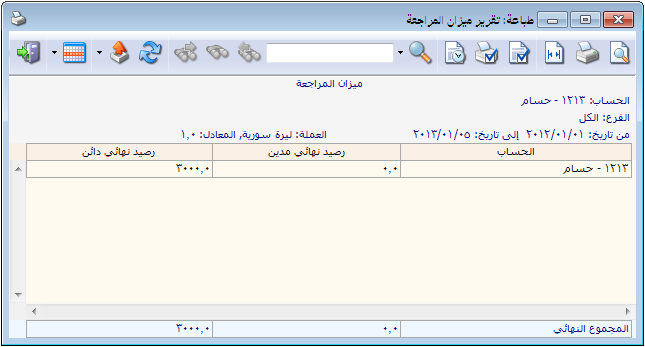 طباعة: تقرير ميزان المراجعة
ميزان المراجعة
الحساب: ١٢١٣ - حسام
الفرع: الكل
من تاريخ: ٢٠١٢/٠١/٠١ إلى تاريخ: ٢٠١٣/٠١/٠٥ العملة: ليرة سورية, المعادل: ١,٠
الحساب رصيد نهائي مدين رصيد نهائي دائن
١٢١٣ - حسام ٠,٠ ٣٠٠٠,٠
المجموع النهائي ٠,٠ ٣٠٠٠,٠